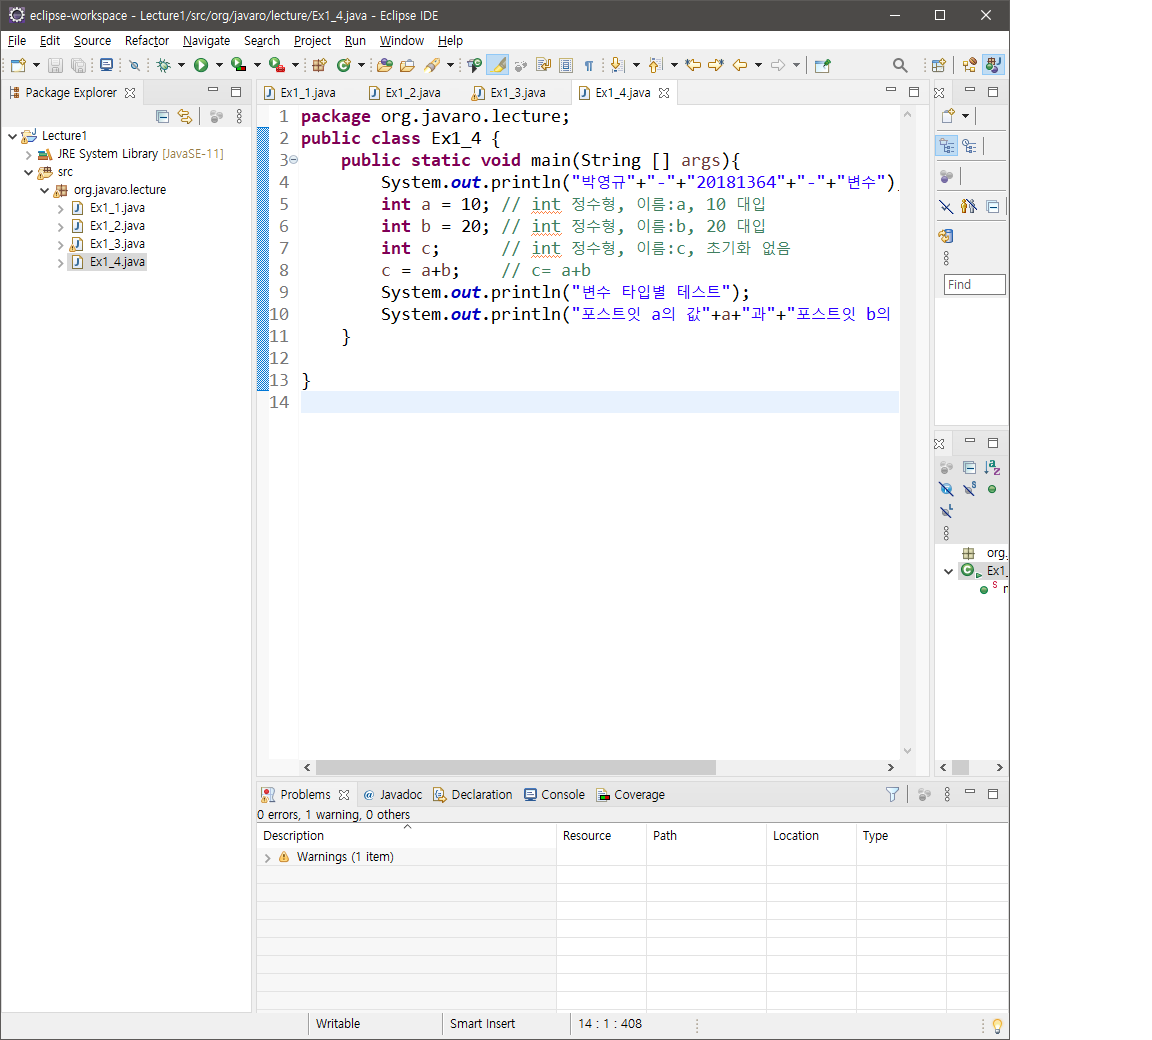 eclipse-workspace - Lecture1/src/org/javaro/lecture/Ex1_4.java - Eclipse IDE
File Edit Source Refactor Navigate Search Project Run Window Help
Package Explorer
Lecture1
JRE System Library [JavaSE-11]
src
org.javaro.lecture
Ex1_1.java
Ex1_2.java
Ex1_3.java
Ex1_4.java
Ex1_1.java Ex1_2.java Ex1_3.java Ex1_4.java
1 package org.javaro.lecture;
2 public class Ex1_4 {
3 public static void main(String [] args){
4 System.out.println("박영규"+"-"+"20181364"+"-"+"변수")
5 int a = 10; // int 정수형, 이름:a, 10 대입
6 int b = 20; // int 정수형, 이름:b, 20 대입
7 int c; // int 정수형, 이름:c, 초기화 없음
8 c = a+b; // c= a+b
9 System.out.println("변수 타입별 테스트");
10 System.out.println("포스트잇 a의 값"+a+"과"+"포스트잇 b의
11 }
12
13 }
14
Find
org.
Ex1_
Problems Javadoc Declaration Console Coverage
0 errors, 1 warning, 0 others
Description Resource Path Location Type
Warnings (1 item)
Writable Smart Insert 14 : 1 : 408